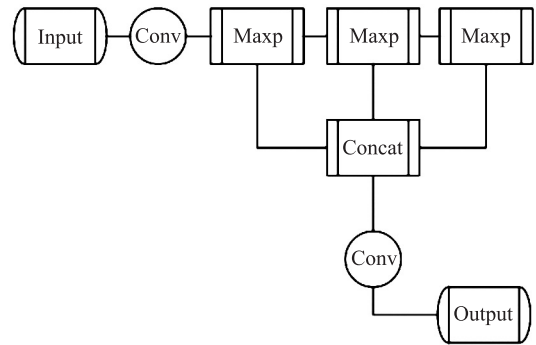 Input
Conv
Maxp
Maxp
Maxp
Concat
Conv
Output